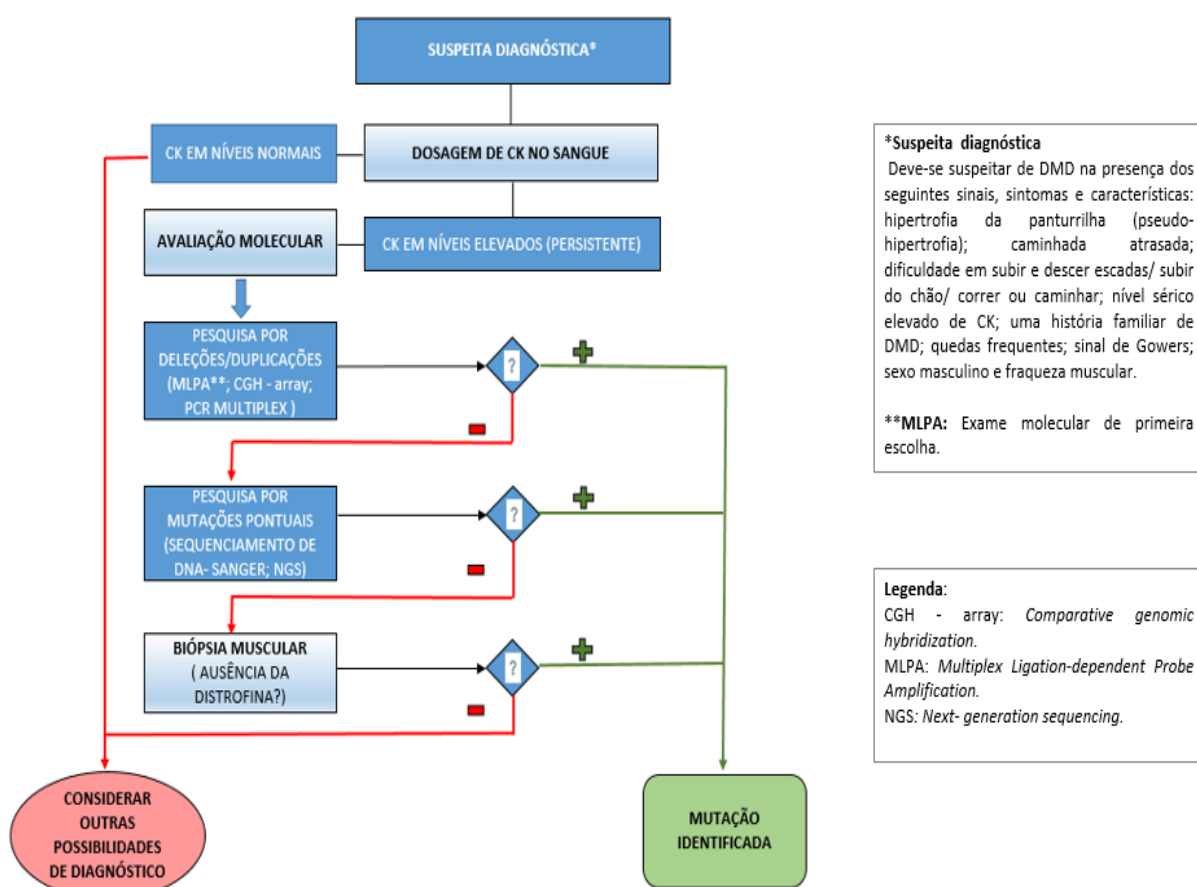 SUSPEITA DIAGNÓSTICA*
CK EM NÍVEIS NORMAIS
DOSAGEM DE CK NO SANGUE
AVALIAÇÃO MOLECULAR
CK EM NÍVEIS ELEVADOS (PERSISTENTE)
PESQUISA POR
DELEÇÕES/DUPLICAÇÕES
(MLPA**; CGH - array;
PCR MULTIPLEX )
?
PESQUISA POR
MUTAÇÕES PONTUAIS
(SEQUENCIAMENTO DE
DNA- SANGER; NGS)
?
BIÓPSIA MUSCULAR
( AUSÊNCIA DA
DISTROFINA?)
?
CONSIDERAR
OUTRAS
POSSIBILIDADES
DE DIAGNÓSTICO
MUTAÇÃO
IDENTIFICADA
*Suspeita diagnóstica
Deve-se suspeitar de DMD na presença dos
seguintes sinais, sintomas e características:
hipertrofia da panturrilha (pseudo-
hipertrofia); caminhada atrasada;
dificuldade em subir e descer escadas/ subir
do chão/ correr ou caminhar; nível sérico
elevado de CK; uma história familiar de
DMD; quedas frequentes; sinal de Gowers;
sexo masculino e fraqueza muscular.
**MLPA: Exame molecular de primeira
escolha.
Legenda:
CGH - array: Comparative genomic
hybridization.
MLPA: Multiplex Ligation-dependent Probe
Amplification.
NGS: Next- generation sequencing.